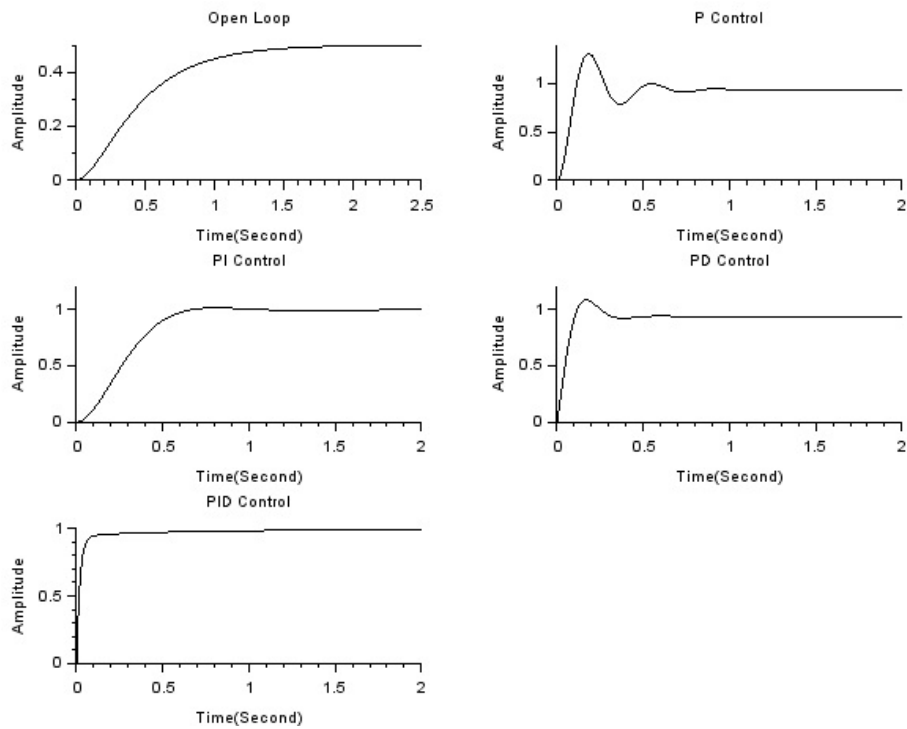 Open Loop
Amplitude
0.4
0.2
0
0 0.5 1 1.5 2 2.5
Time(Second)
P Control
Amplitude
1
0.5
0
0 0.5 1 1.5 2
Time(Second)
PI Control
Amplitude
1
0.5
0
0 0.5 1 1.5 2
Time(Second)
PD Control
Amplitude
1
0.5
0
0 0.5 1 1.5 2
Time(Second)
PID Control
Amplitude
1
0.5
0
0 0.5 1 1.5 2
Time(Second)